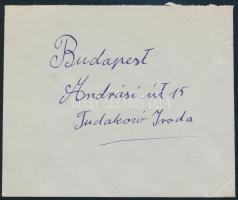 Budapest
Andrási út 15
Tudakozó Iroda